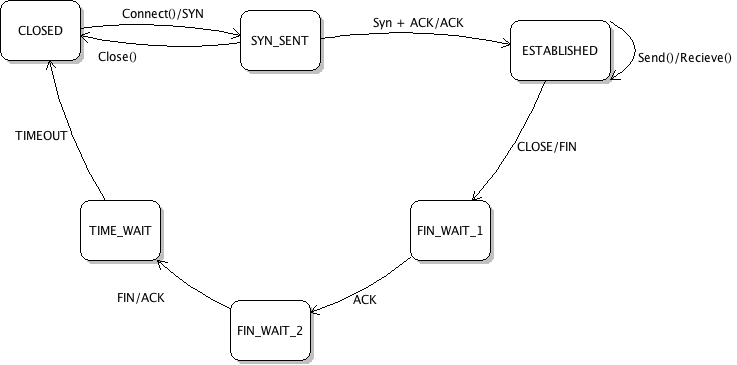 Connect()/SYN
CLOSED
SYN_SENT
Syn + ACK/ACK
ESTABLISHED
Close()
Send()/Recieve()
TIMEOUT
CLOSE/FIN
TIME_WAIT
FIN_WAIT_1
FIN/ACK
ACK
FIN_WAIT_2